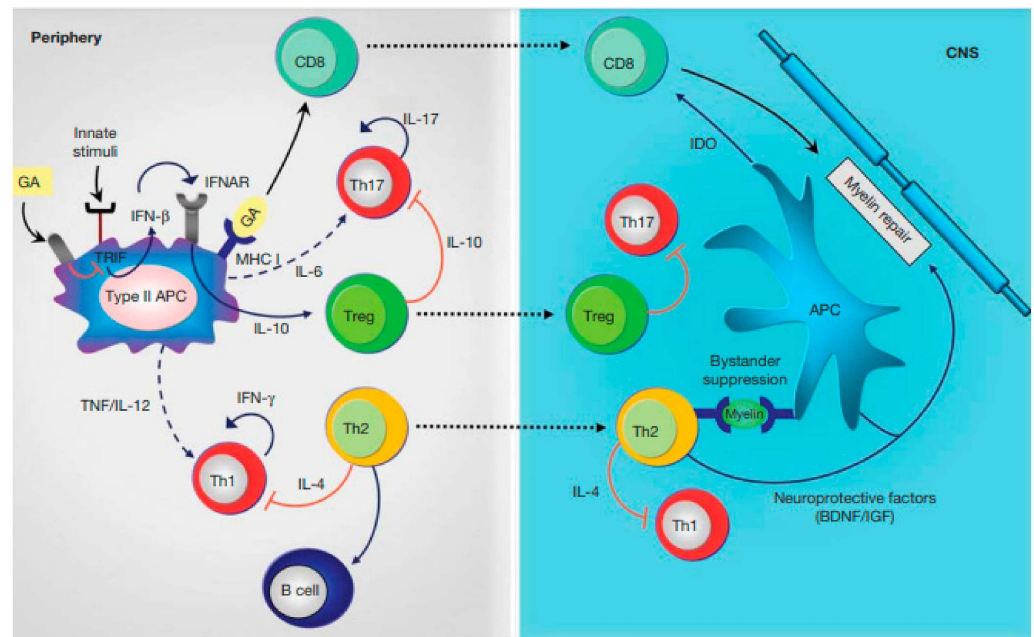 Periphery
CNS
CD8
CD8
Innate
stimuli
IL-17
IDO
GA
IFNAR
IFN-β
GA
Th17
Th17
Myelin repair
TRIF
MHC I
IL-6
IL-10
Type II APC
IL-10
Treg
Treg
APC
Bystander
suppression
TNF/IL-12
IFN-γ
Th2
Th2
Myelin
Th1
IL-4
IL-4
Th1
Neuroprotective factors
(BDNF/IGF)
B cell